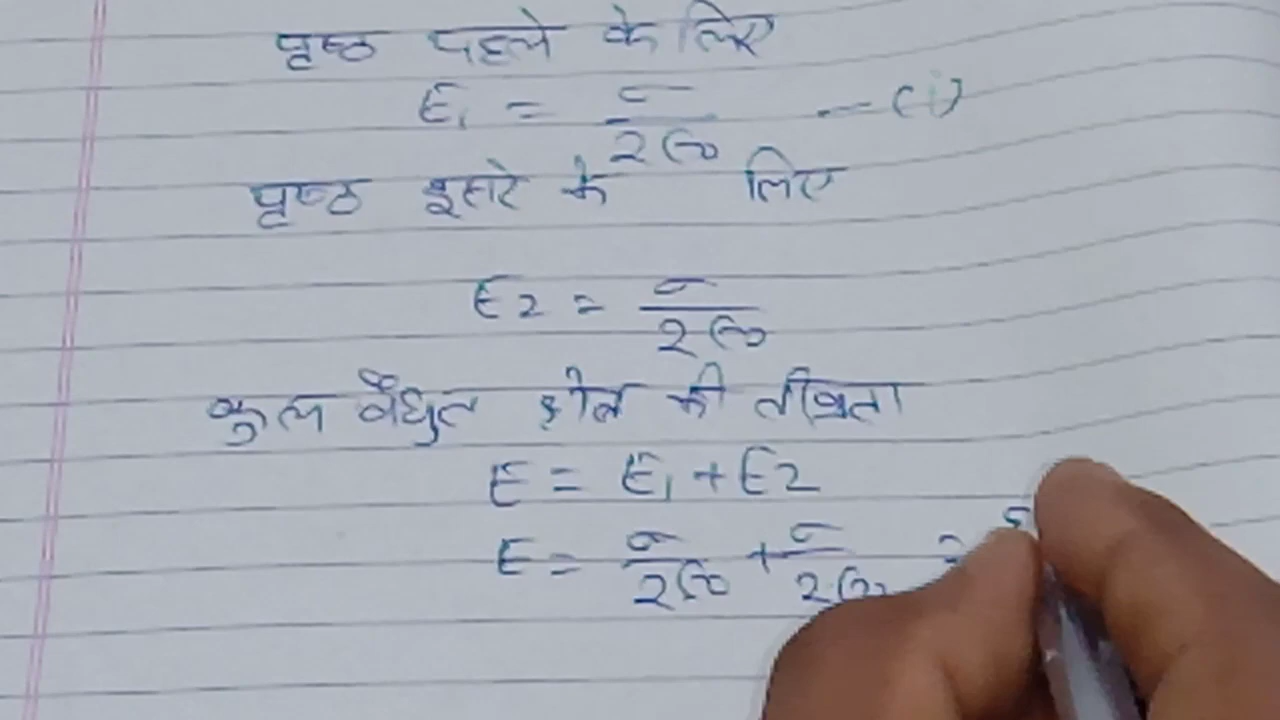 पृष्ठ पहले के लिए
E₁ = σ/2ε₀ — (i)
पृष्ठ दूसरे के लिए
E2 = σ/2ε₀
कुल वैधुत क्षेत्र की तीव्रता
E = E₁ + E2
E = σ/2ε₀ + σ/2ε₀ =